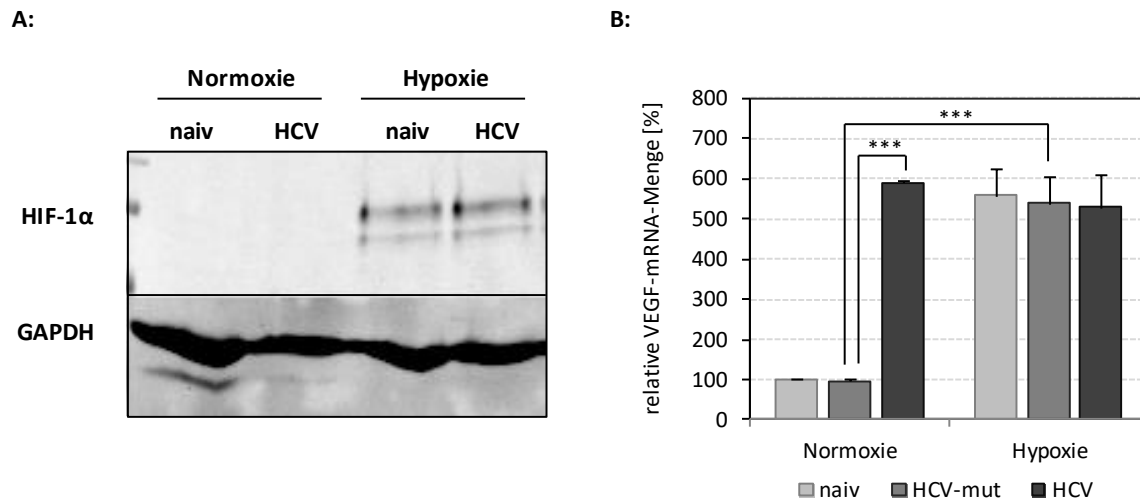 A:
Normoxie Hypoxie
naiv HCV naiv HCV
HIF-1α
GAPDH
B:
relative VEGF-mRNA-Menge [%]
800
700
600
500
400
300
200
100
0
***
***
Normoxie Hypoxie
naiv HCV-mut HCV